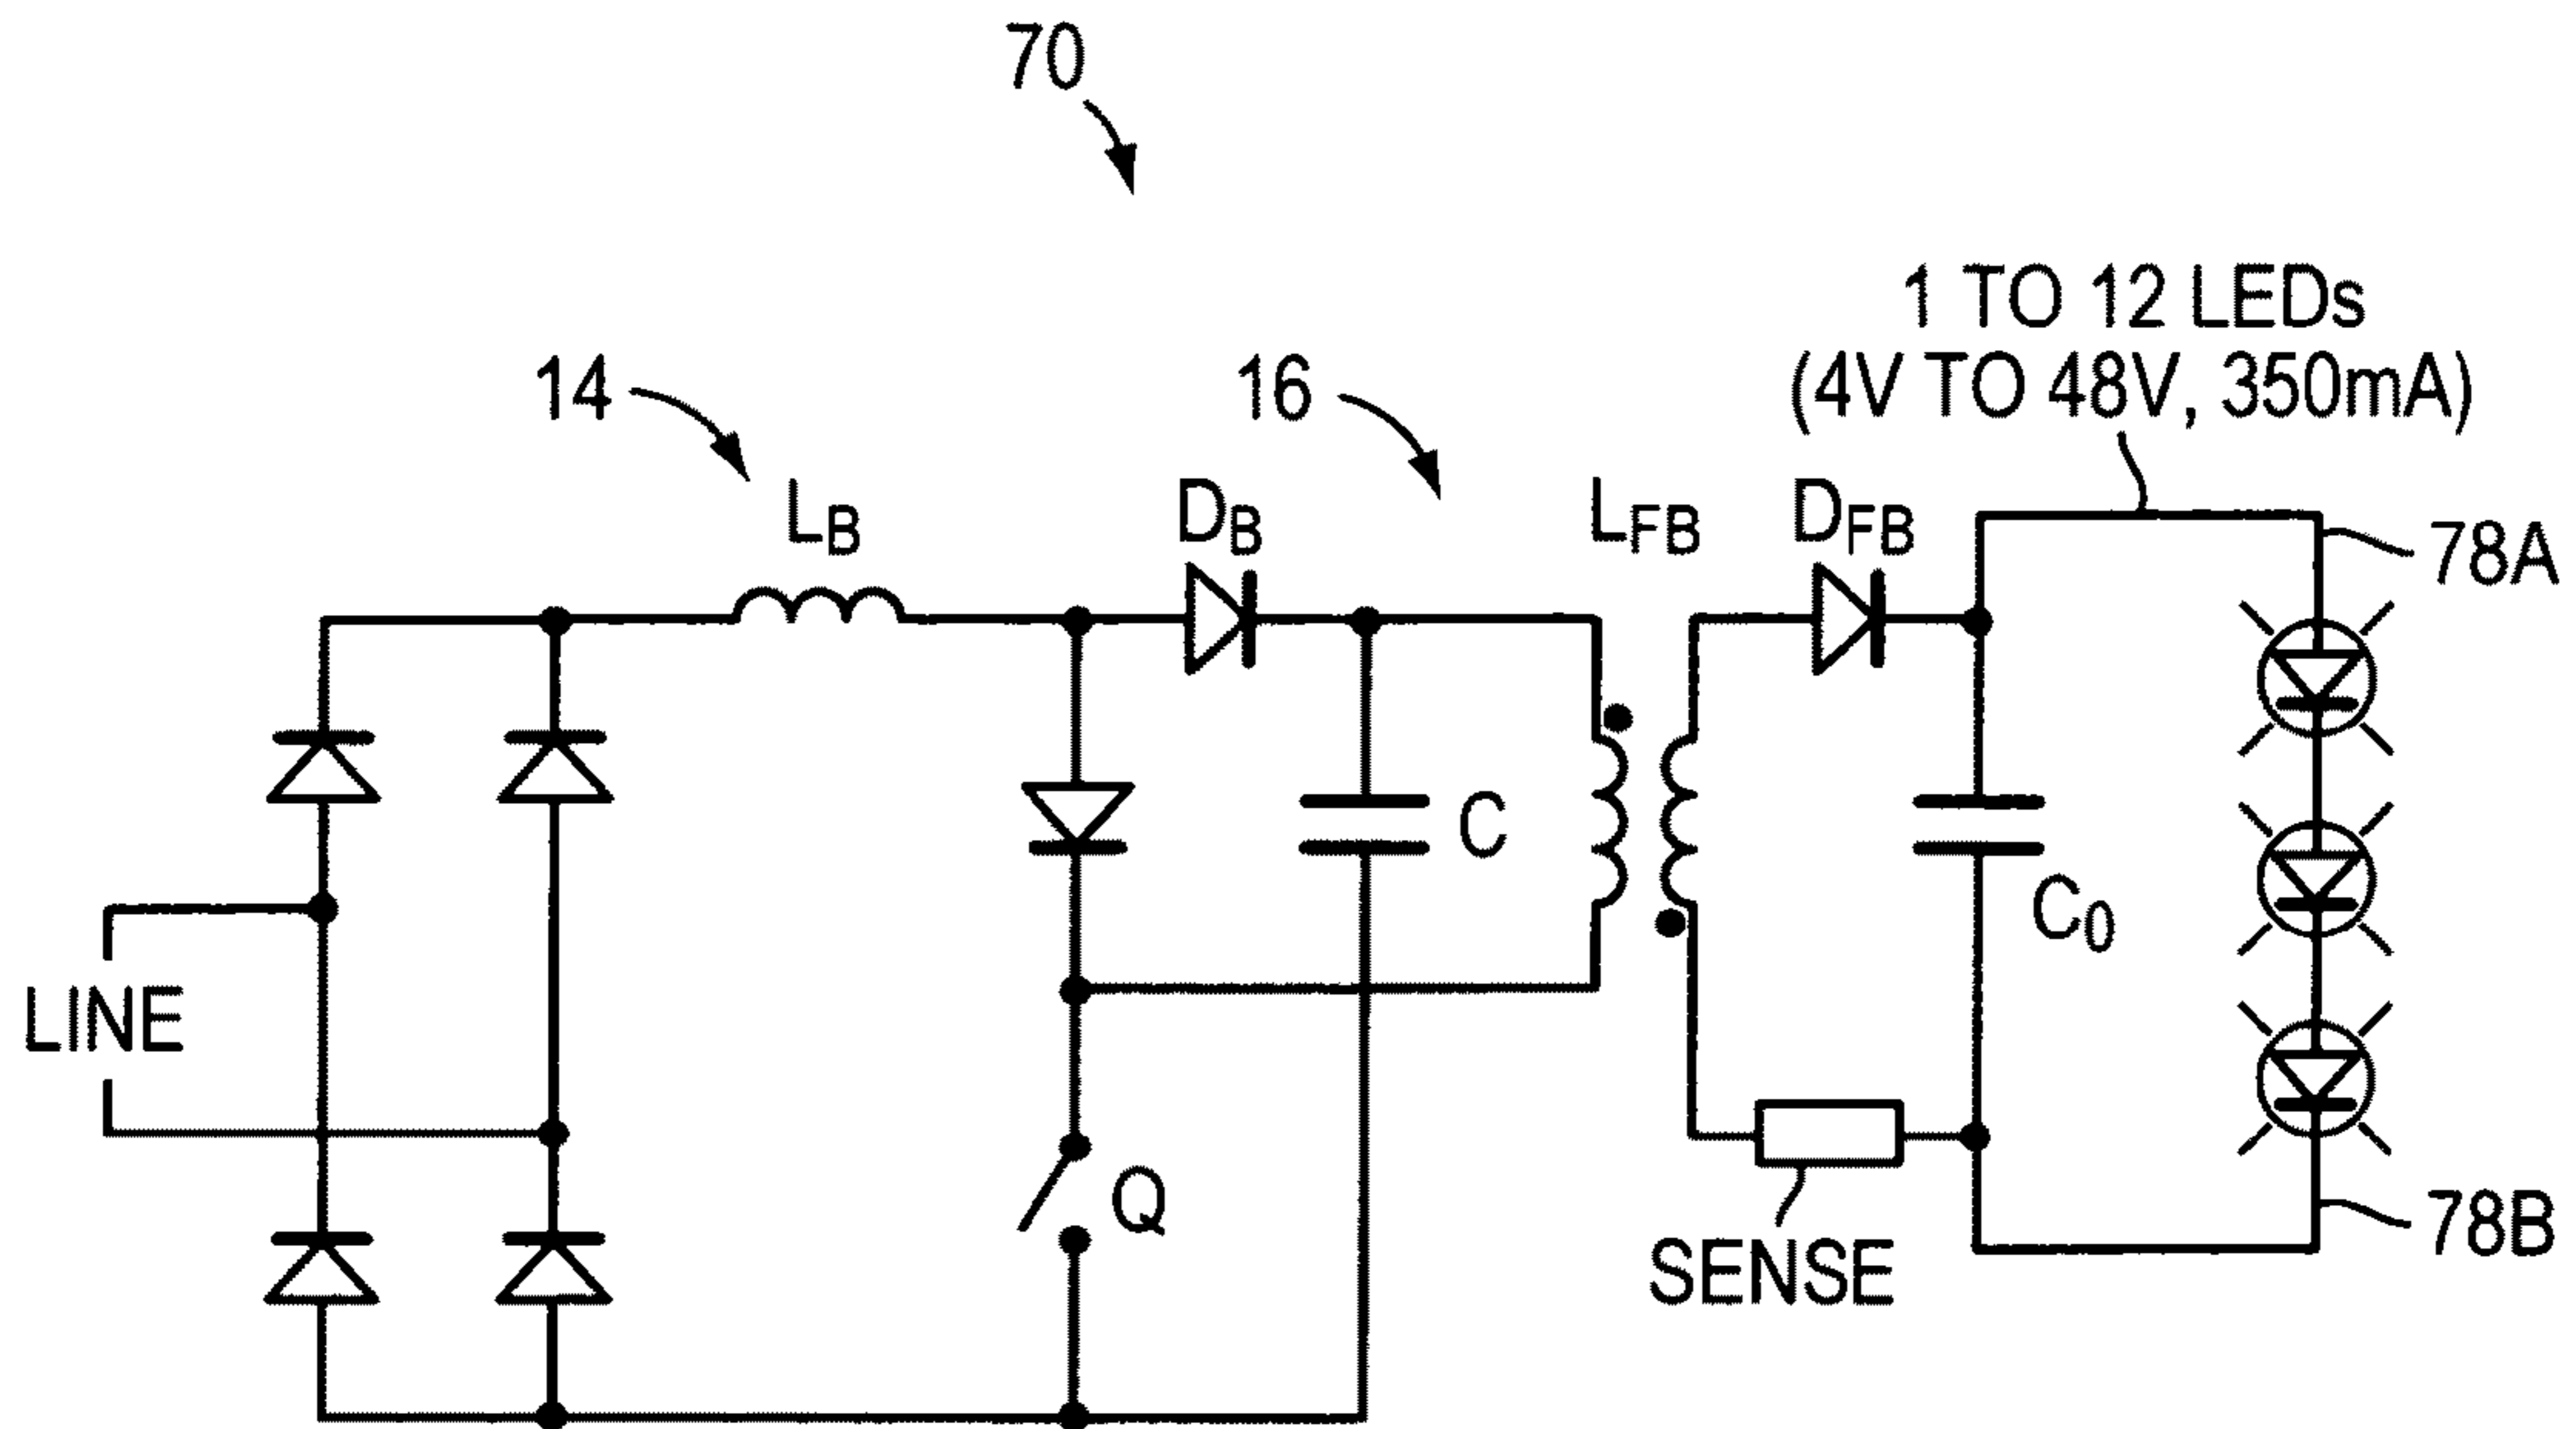 70
1 TO 12 LEDs
(4V TO 48V, 350mA)
14
16
LB
DB
LFB
DFB
78A
C
C0
LINE
Q
SENSE
78B